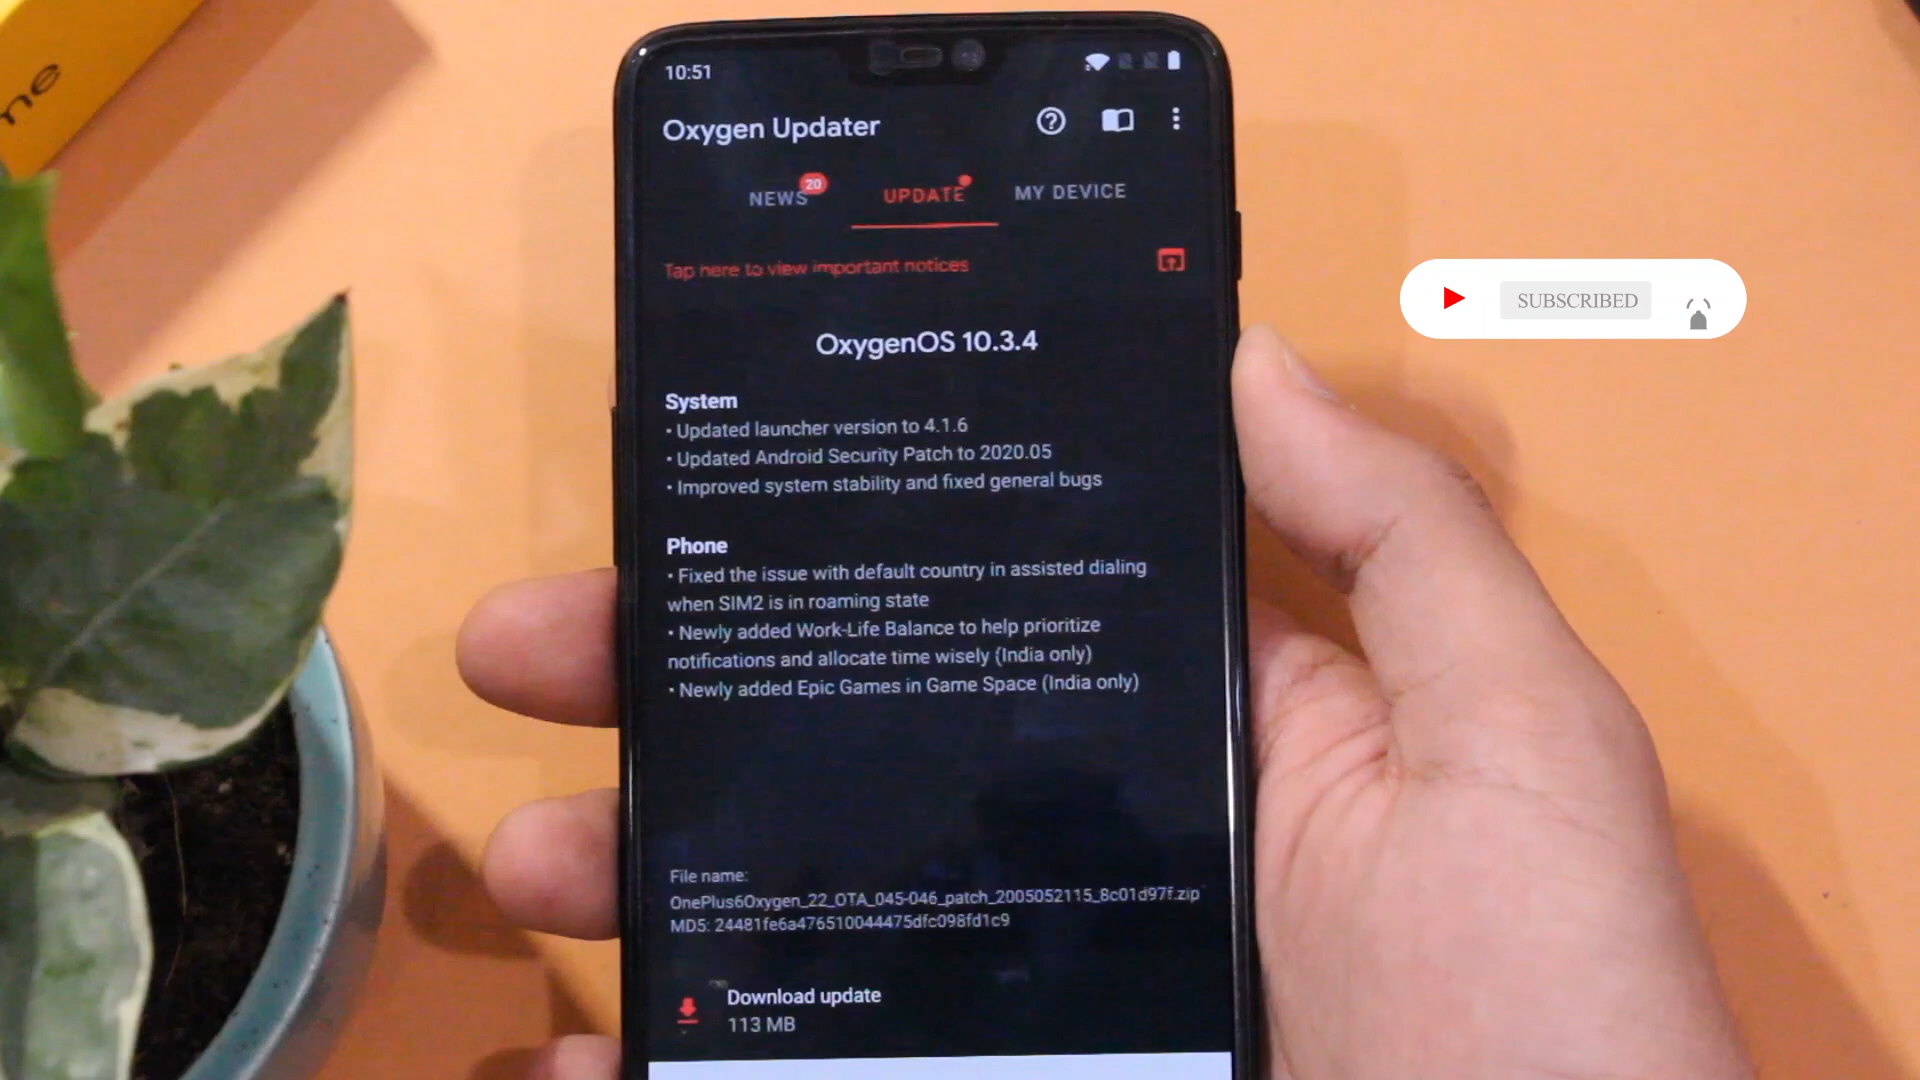 ne
10:51
Oxygen Updater
NEWS 20 UPDATE MY DEVICE
Tap here to view important notices
OxygenOS 10.3.4
System
• Updated launcher version to 4.1.6
• Updated Android Security Patch to 2020.05
• Improved system stability and fixed general bugs
Phone
• Fixed the issue with default country in assisted dialing
when SIM2 is in roaming state
• Newly added Work-Life Balance to help prioritize
notifications and allocate time wisely (India only)
• Newly added Epic Games in Game Space (India only)
File name:
OnePlus6Oxygen_22_OTA_045-046_patch_2005052115_8c01d97f.zip
MD5: 24481fe6a476510044475dfc098fd1c9
Download update
113 MB
SUBSCRIBED